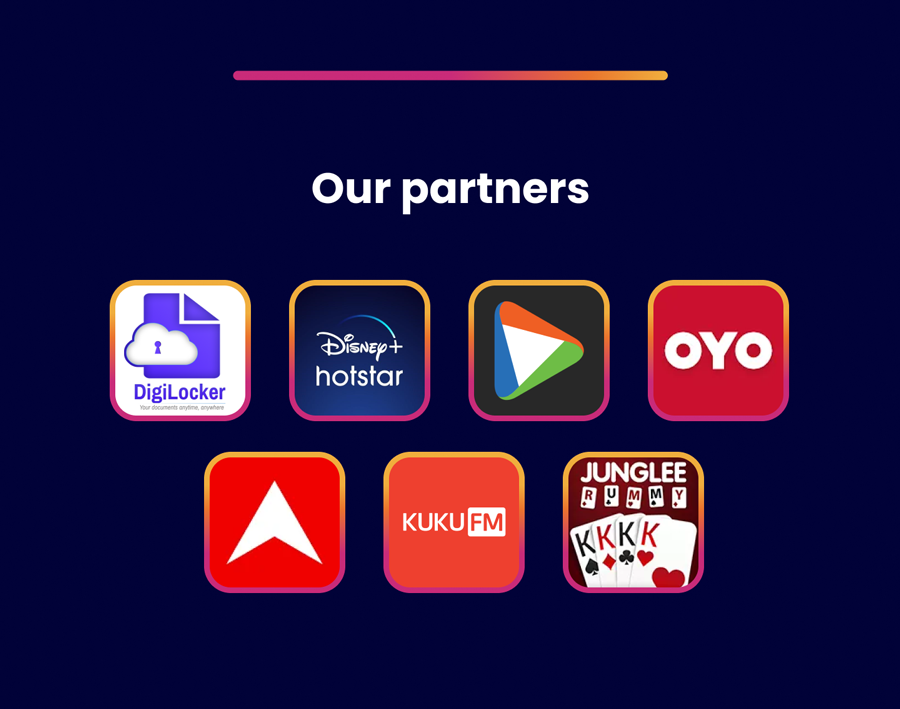 Our partners
DigiLocker
Your documents anytime, anywhere
Disney+
hotstar
OYO
KUKU FM
JUNGLEE
RUMMY
K K K K